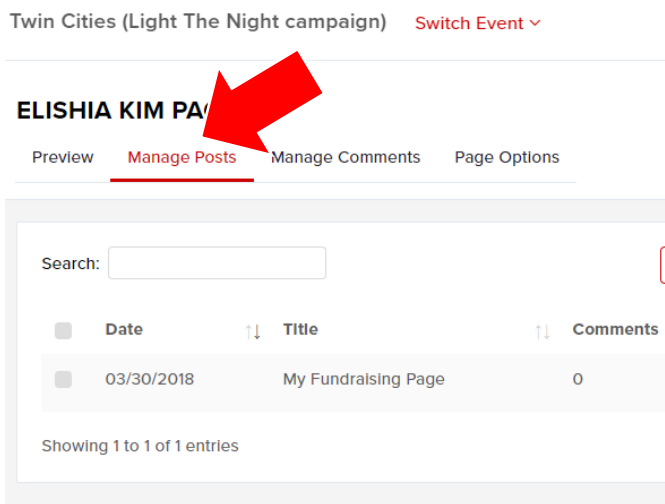 Twin Cities (Light The Night campaign) Switch Event
ELISHIA KIM
Preview Manage Posts Manage Comments Page Options
Search:
Date Title Comments
03/30/2018 My Fundraising Page 0
Showing 1 to 1 of 1 entries